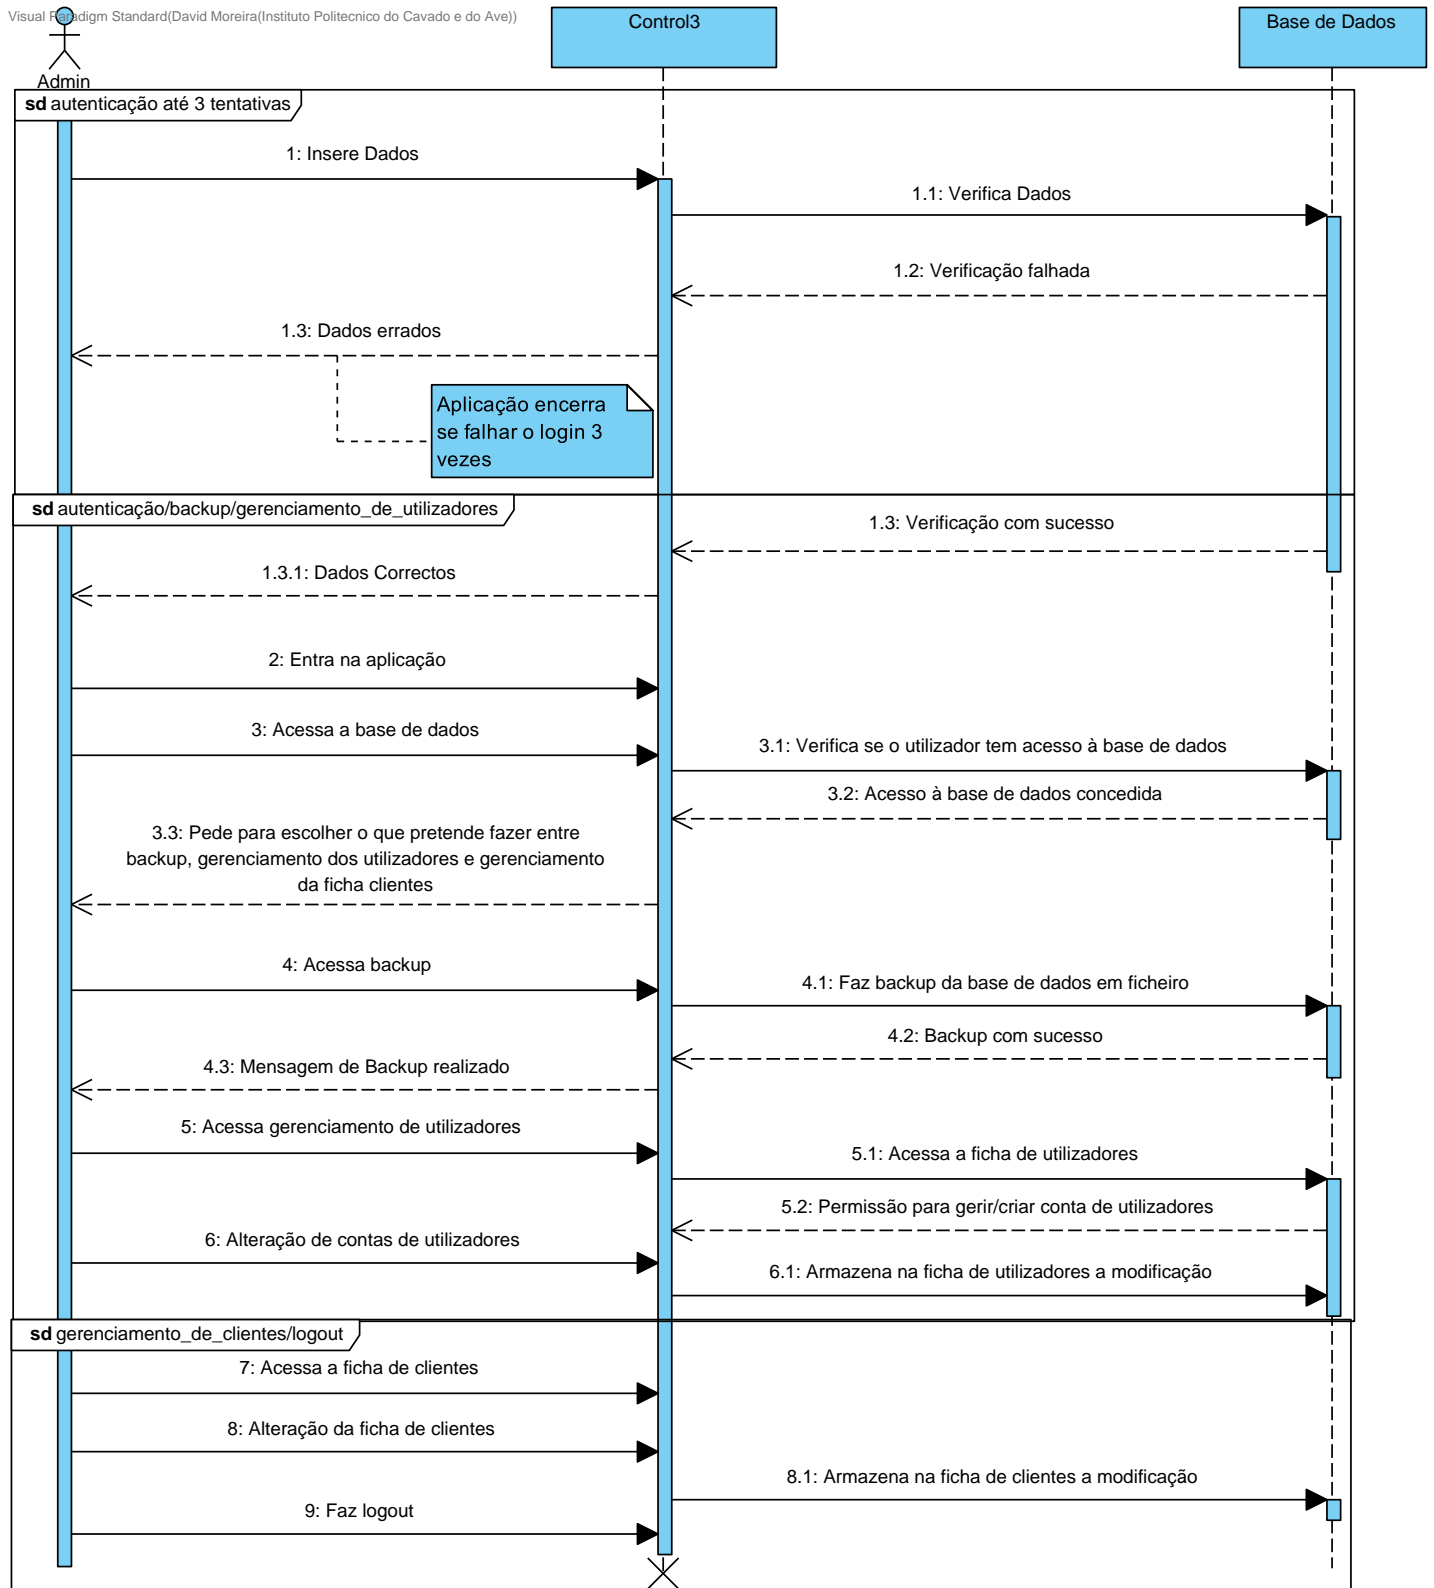 Visual Paradigm Standard(David Moreira(Instituto Politecnico do Cavado e do Ave))
Control3
Base de Dados
Admin
sd autenticação até 3 tentativas
1: Insere Dados
1.1: Verifica Dados
1.2: Verificação falhada
1.3: Dados errados
Aplicação encerra
se falhar o login 3
vezes
sd autenticação/backup/gerenciamento_de_utilizadores
1.3: Verificação com sucesso
1.3.1: Dados Correctos
2: Entra na aplicação
3: Acessa a base de dados
3.1: Verifica se o utilizador tem acesso à base de dados
3.2: Acesso à base de dados concedida
3.3: Pede para escolher o que pretende fazer entre
backup, gerenciamento dos utilizadores e gerenciamento
da ficha clientes
4: Acessa backup
4.1: Faz backup da base de dados em ficheiro
4.2: Backup com sucesso
4.3: Mensagem de Backup realizado
5: Acessa gerenciamento de utilizadores
5.1: Acessa a ficha de utilizadores
5.2: Permissão para gerir/criar conta de utilizadores
6: Alteração de contas de utilizadores
6.1: Armazena na ficha de utilizadores a modificação
sd gerenciamento_de_clientes/logout
7: Acessa a ficha de clientes
8: Alteração da ficha de clientes
8.1: Armazena na ficha de clientes a modificação
9: Faz logout